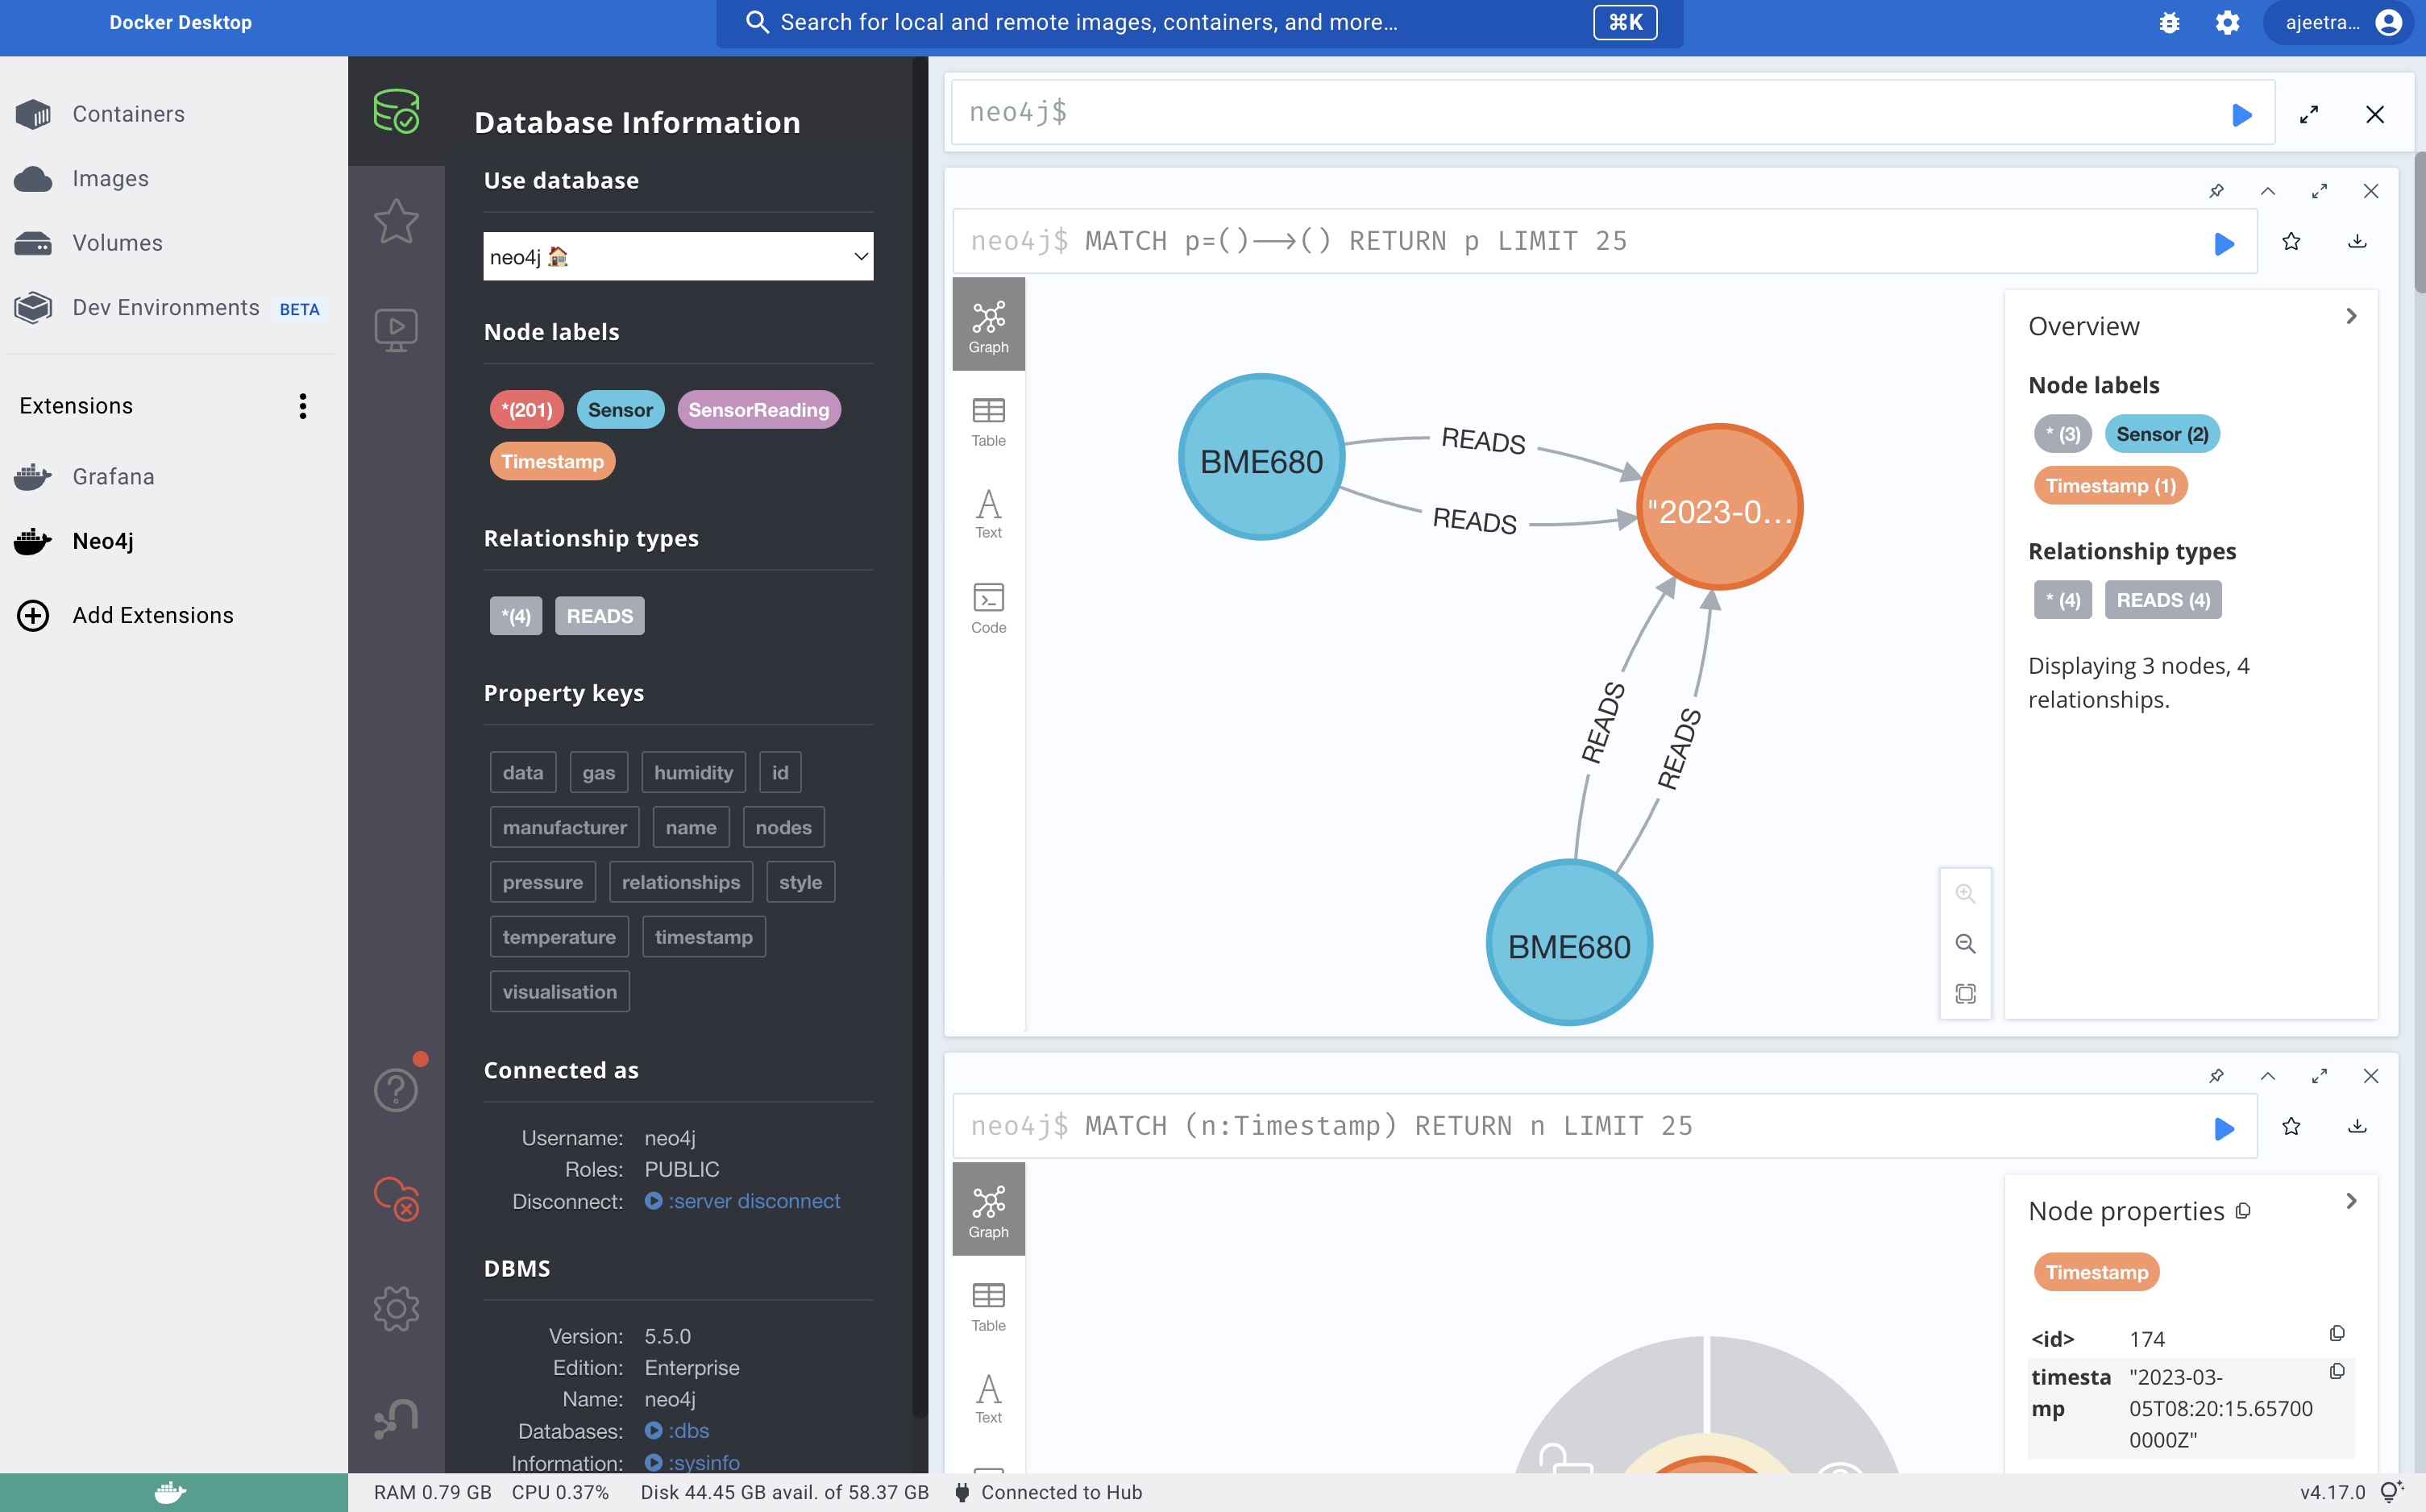 Docker Desktop
Search for local and remote images, containers, and more...
⌘K
ajeetra...
Containers
Images
Volumes
Dev Environments BETA
Extensions
Grafana
Neo4j
Add Extensions
Database Information
Use database
neo4j
Node labels
*(201) Sensor SensorReading
Timestamp
Relationship types
*(4) READS
Property keys
data gas humidity id
manufacturer name nodes
pressure relationships style
temperature timestamp
visualisation
Connected as
Username: neo4j
Roles: PUBLIC
Disconnect: :server disconnect
DBMS
Version: 5.5.0
Edition: Enterprise
Name: neo4j
Databases: :dbs
Information: :sysinfo
neo4j$
neo4j$ MATCH p=()⟶() RETURN p LIMIT 25
Graph
Table
Text
Code
BME680
READS
READS
"2023-0...
READS
READS
BME680
Overview
Node labels
* (3) Sensor (2)
Timestamp (1)
Relationship types
* (4) READS (4)
Displaying 3 nodes, 4
relationships.
neo4j$ MATCH (n:Timestamp) RETURN n LIMIT 25
Graph
Table
Text
Node properties
Timestamp
<id> 174
timesta "2023-03-
mp 05T08:20:15.65700
0000Z"
RAM 0.79 GB CPU 0.37% Disk 44.45 GB avail. of 58.37 GB Connected to Hub
v4.17.0